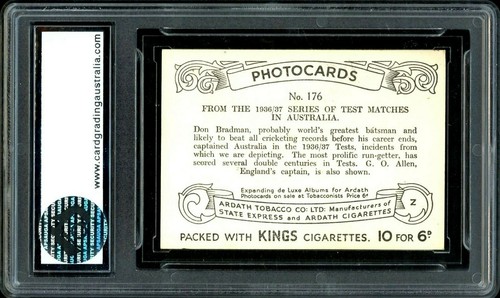 www.cardgradingaustralia.com
PHOTOCARDS
No. 176
FROM THE 1936/37 SERIES OF TEST MATCHES
IN AUSTRALIA.
Don Bradman, probably world's greatest batsman and
likely to beat all cricketing records before his career ends,
captained Australia in the 1936/37 Tests, incidents from
which we are depicting. The most prolific run-getter, has
scored several double centuries in Tests. G. O. Allen,
England's captain, is also shown.
Expanding de Luxe Albums for Ardath
Photocards on sale at Tobacconists Price 6ᴰ
ARDATH TOBACCO CO: LTD: Manufacturers of
STATE EXPRESS and ARDATH CIGARETTES
Z
PACKED WITH KINGS CIGARETTES. 10 FOR 6ᴰ